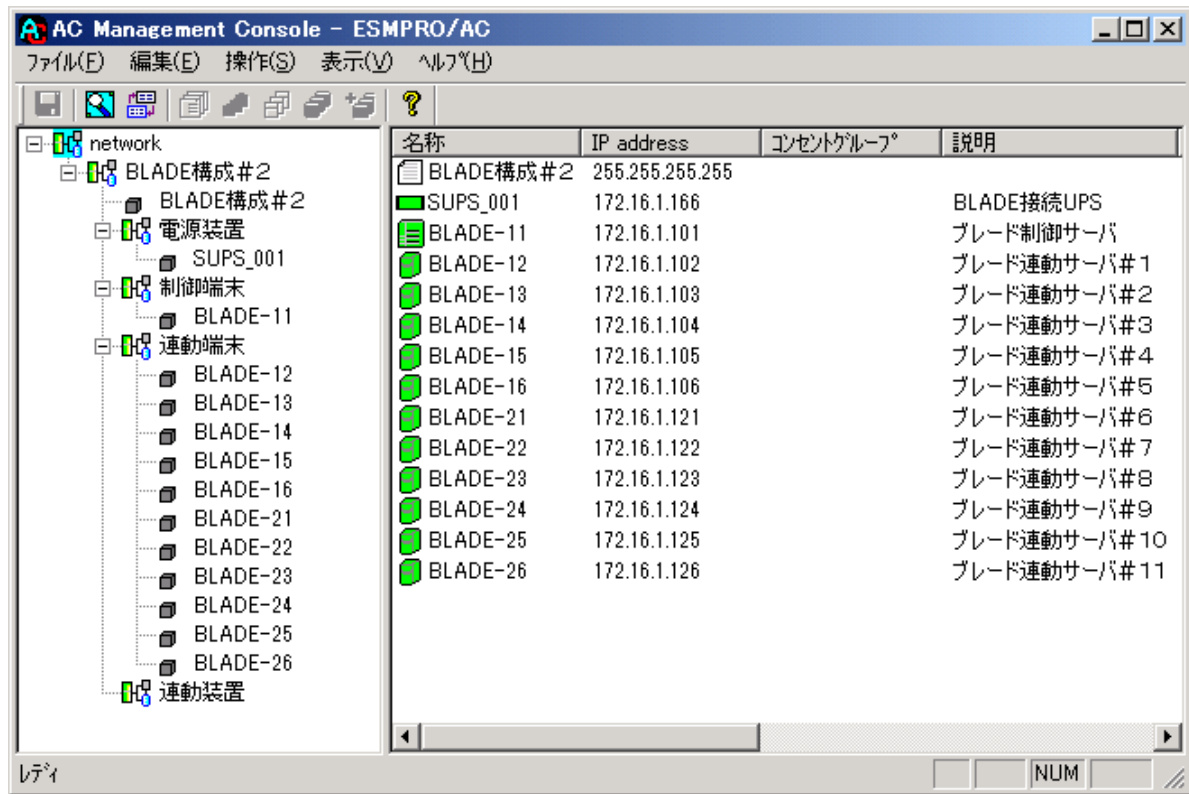 AC Management Console - ESMPRO/AC
ファイル(F) 編集(E) 操作(S) 表示(V) ヘルプ(H)
network
BLADE構成#2
BLADE構成#2
電源装置
SUPS_001
制御端末
BLADE-11
連動端末
BLADE-12
BLADE-13
BLADE-14
BLADE-15
BLADE-16
BLADE-21
BLADE-22
BLADE-23
BLADE-24
BLADE-25
BLADE-26
連動装置
名称 IP address コンセントグループ 説明
BLADE構成#2 255.255.255.255
SUPS_001 172.16.1.166 BLADE接続UPS
BLADE-11 172.16.1.101 ブレード制御サーバ
BLADE-12 172.16.1.102 ブレード連動サーバ#1
BLADE-13 172.16.1.103 ブレード連動サーバ#2
BLADE-14 172.16.1.104 ブレード連動サーバ#3
BLADE-15 172.16.1.105 ブレード連動サーバ#4
BLADE-16 172.16.1.106 ブレード連動サーバ#5
BLADE-21 172.16.1.121 ブレード連動サーバ#6
BLADE-22 172.16.1.122 ブレード連動サーバ#7
BLADE-23 172.16.1.123 ブレード連動サーバ#8
BLADE-24 172.16.1.124 ブレード連動サーバ#9
BLADE-25 172.16.1.125 ブレード連動サーバ#10
BLADE-26 172.16.1.126 ブレード連動サーバ#11
レディ NUM